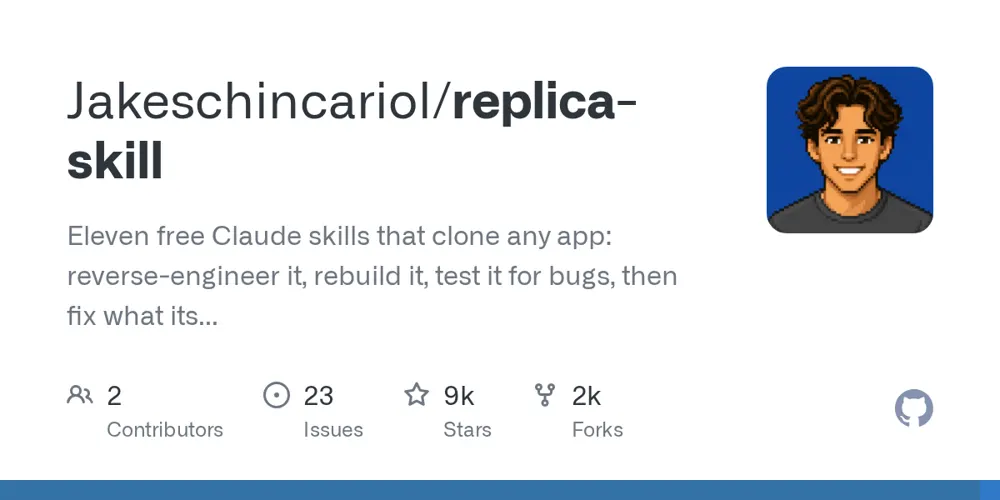 Jakeschincariol/replica-
skill
Eleven free Claude skills that clone any app:
reverse-engineer it, rebuild it, test it for bugs, then
fix what its...
2
Contributors
23
Issues
9k
Stars
2k
Forks